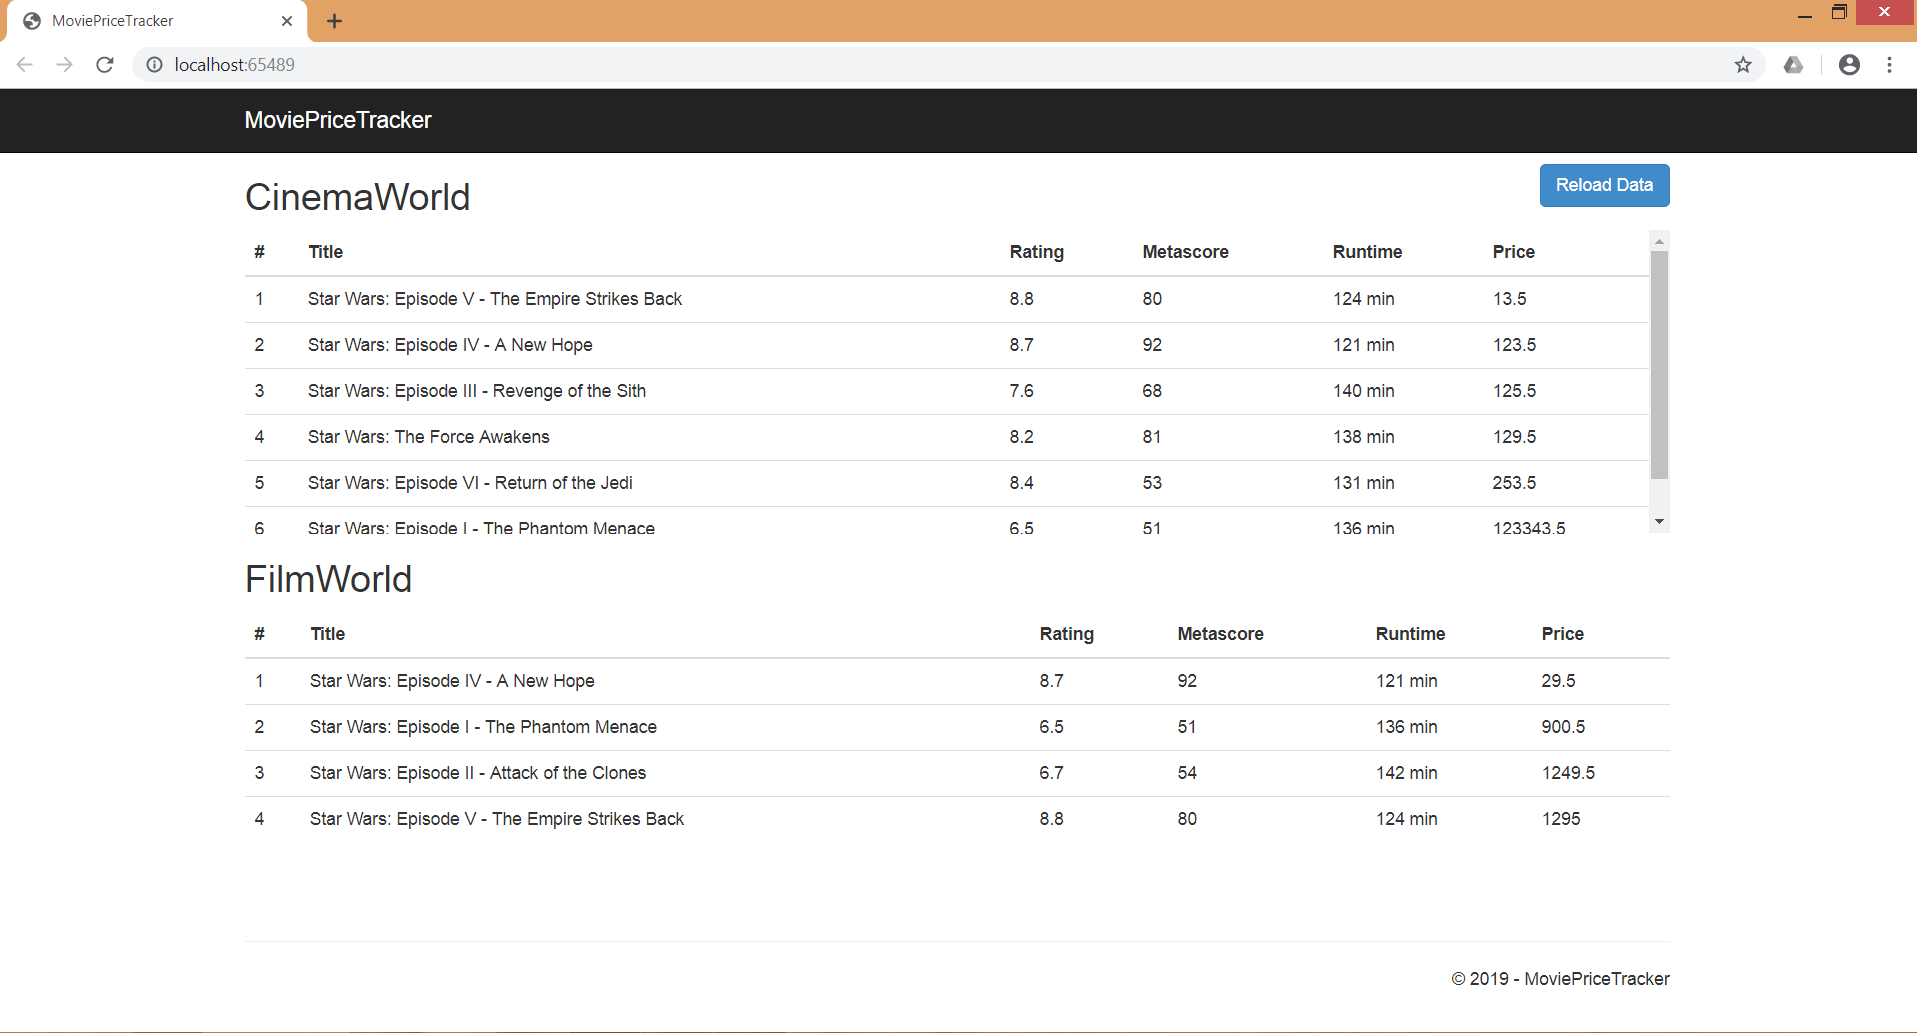 MoviePriceTracker
localhost:65489
MoviePriceTracker
CinemaWorld
Reload Data
# Title Rating Metascore Runtime Price
1 Star Wars: Episode V - The Empire Strikes Back 8.8 80 124 min 13.5
2 Star Wars: Episode IV - A New Hope 8.7 92 121 min 123.5
3 Star Wars: Episode III - Revenge of the Sith 7.6 68 140 min 125.5
4 Star Wars: The Force Awakens 8.2 81 138 min 129.5
5 Star Wars: Episode VI - Return of the Jedi 8.4 53 131 min 253.5
6 Star Wars: Episode I - The Phantom Menace 6.5 51 136 min 123343.5
FilmWorld
# Title Rating Metascore Runtime Price
1 Star Wars: Episode IV - A New Hope 8.7 92 121 min 29.5
2 Star Wars: Episode I - The Phantom Menace 6.5 51 136 min 900.5
3 Star Wars: Episode II - Attack of the Clones 6.7 54 142 min 1249.5
4 Star Wars: Episode V - The Empire Strikes Back 8.8 80 124 min 1295
© 2019 - MoviePriceTracker